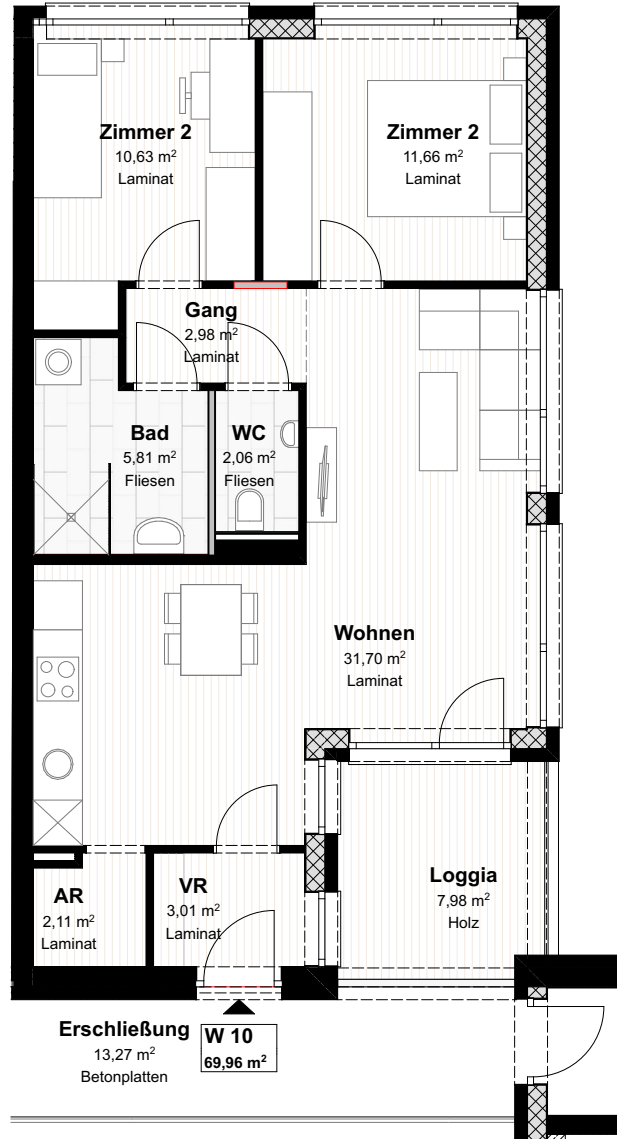 Zimmer 2
10,63 m²
Laminat
Zimmer 2
11,66 m²
Laminat
Gang
2,98 m²
Laminat
Bad
5,81 m²
Fliesen
WC
2,06 m²
Fliesen
Wohnen
31,70 m²
Laminat
AR
2,11 m²
Laminat
VR
3,01 m²
Laminat
Loggia
7,98 m²
Holz
Erschließung
13,27 m²
Betonplatten
W 10
69,96 m²